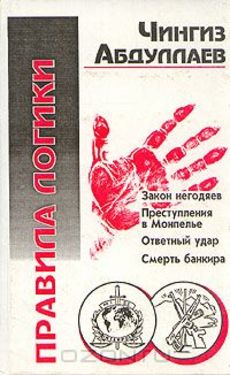 Чингиз
Абдуллаев
ПРАВИЛА ЛОГИКИ
Закон негодяев
Преступления
в Монпелье
Ответный удар
Смерть банкира